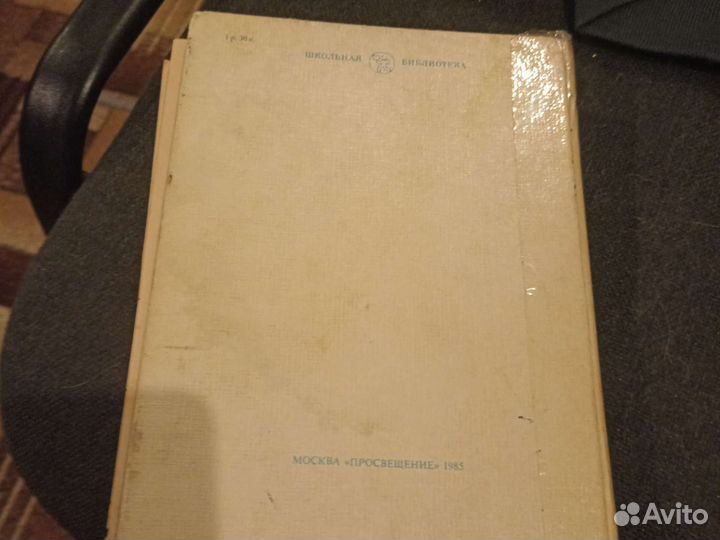 1 р. 30 к.
ШКОЛЬНАЯ БИБЛИОТЕКА
МОСКВА «ПРОСВЕЩЕНИЕ» 1985
Avito